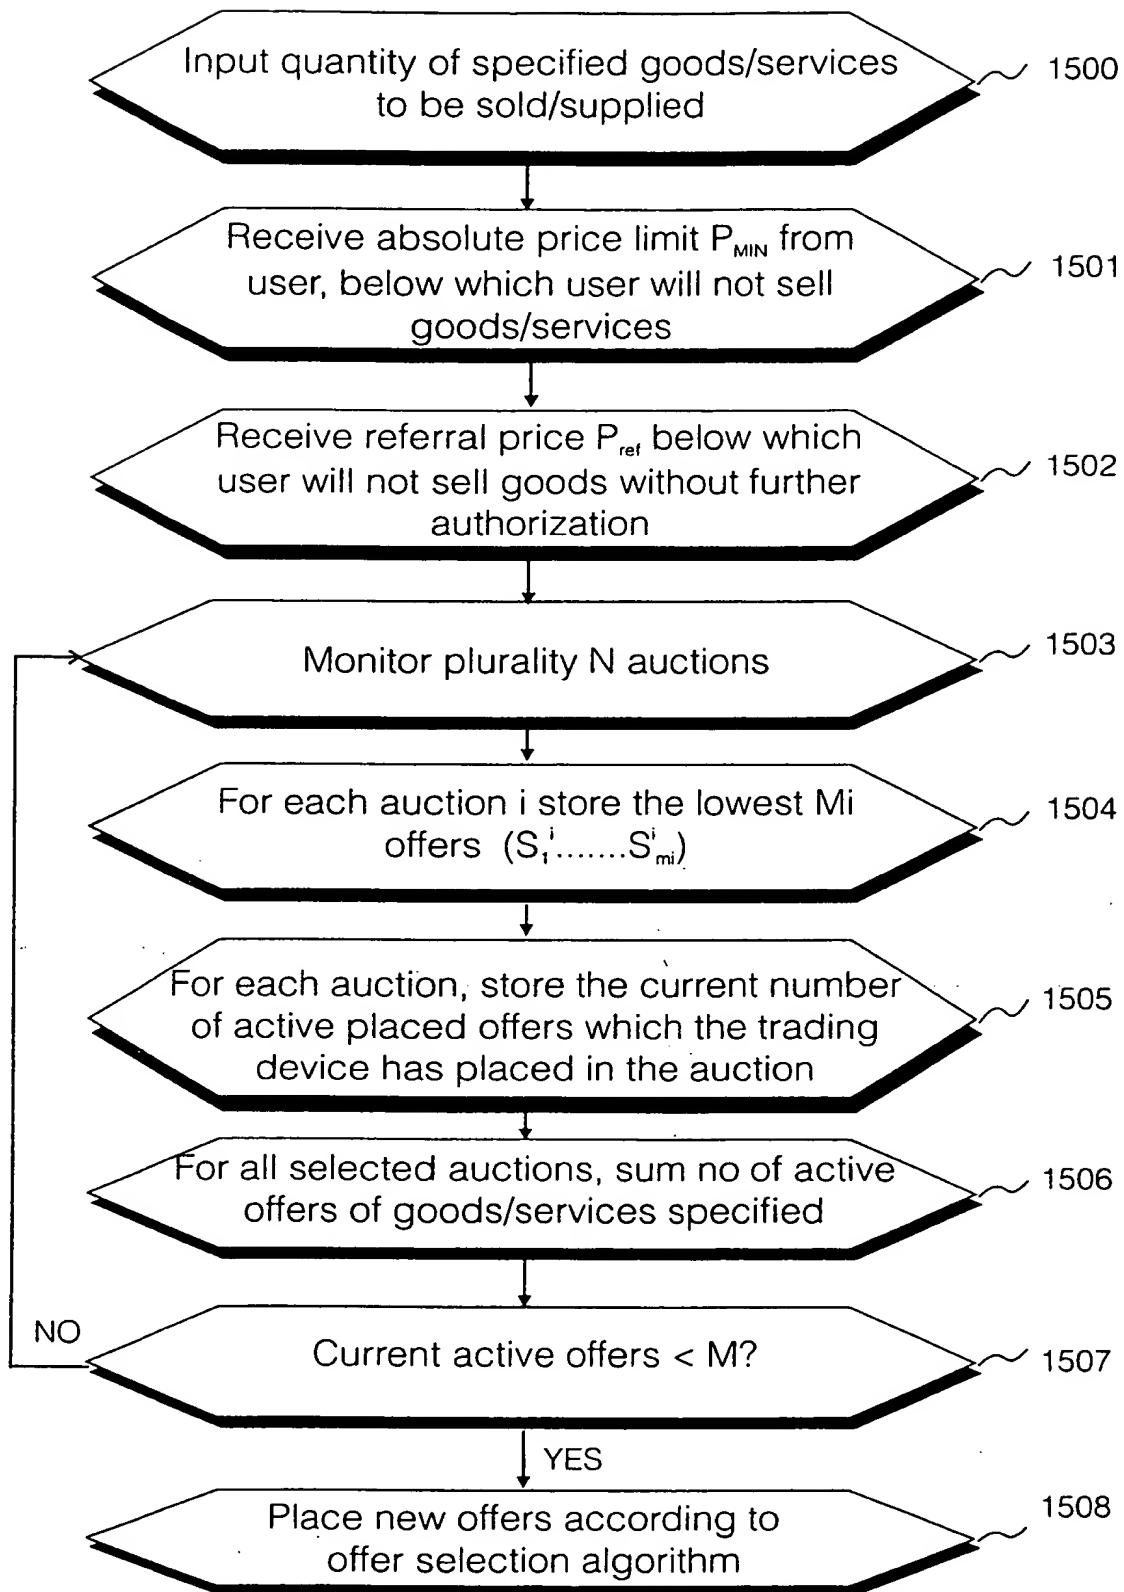 Input quantity of specified goods/services
to be sold/supplied
1500
Receive absolute price limit P_MIN from
user, below which user will not sell
goods/services
1501
Receive referral price P_ref below which
user will not sell goods without further
authorization
1502
Monitor plurality N auctions
1503
For each auction i store the lowest Mi
offers (S_1^i.......S_mi^i)
1504
For each auction, store the current number
of active placed offers which the trading
device has placed in the auction
1505
For all selected auctions, sum no of active
offers of goods/services specified
1506
NO
Current active offers < M?
1507
YES
Place new offers according to
offer selection algorithm
1508